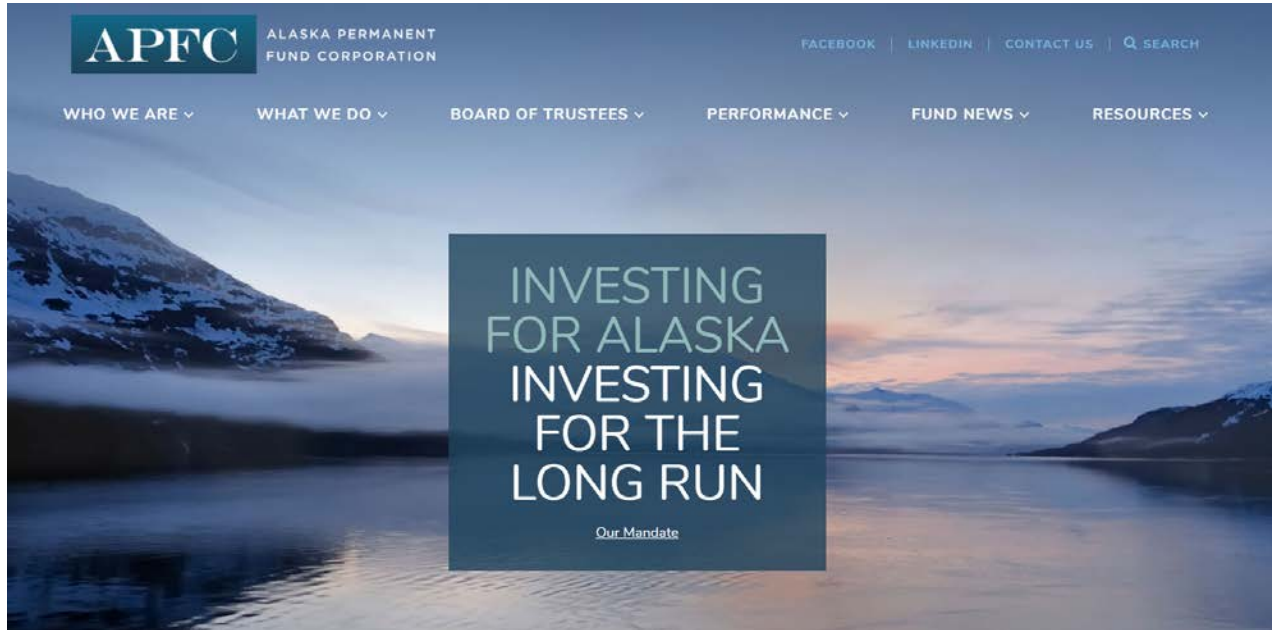 APFC
ALASKA PERMANENT
FUND CORPORATION
FACEBOOK | LINKEDIN | CONTACT US | SEARCH
WHO WE ARE
WHAT WE DO
BOARD OF TRUSTEES
PERFORMANCE
FUND NEWS
RESOURCES
INVESTING
FOR ALASKA
INVESTING
FOR THE
LONG RUN
Our Mandate